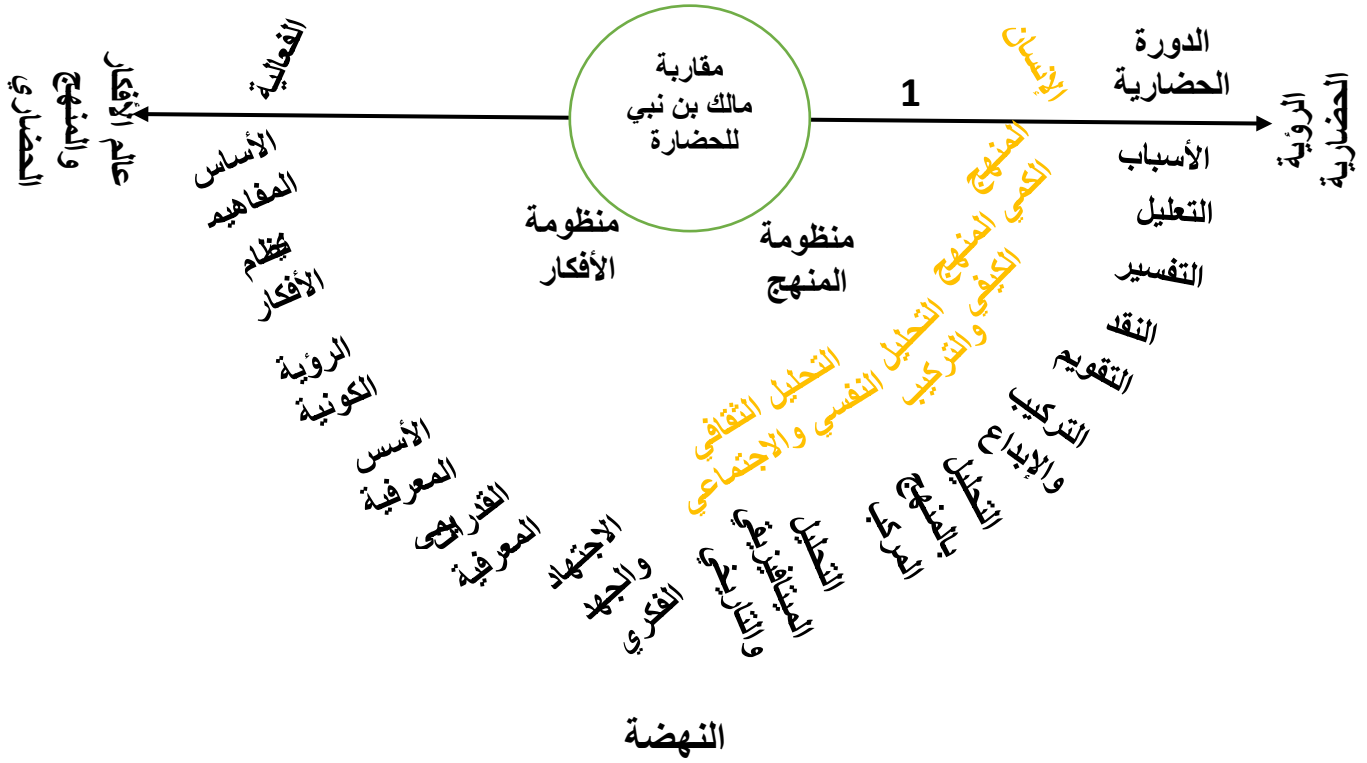 مقاربة
مالك بن نبي
للحضارة
1
الدورة
الحضارية
الرؤية
الحضارية
الإنسان
الأسباب
التعليل
التفسير
النقد
التقويم
التركيب
والإبداع
التحليل
بالمنهج
المركب
التحليل
الميتافيزيقي
والتاريخي
منظومة
المنهج
المنهج
الكمي المنهج
الكيفي
والتركيب
التحليل النفسي والاجتماعي
التحليل الثقافي
منظومة
الأفكار
الفعالية
عالم الأفكار
والمنهج
الحضاري
الأساس
المفاهيم
نظام
الأفكار
الرؤية
الكونية
الأسس
المعرفية
المعرفية
الاجتهاد
والجهد
الفكري
النهضة